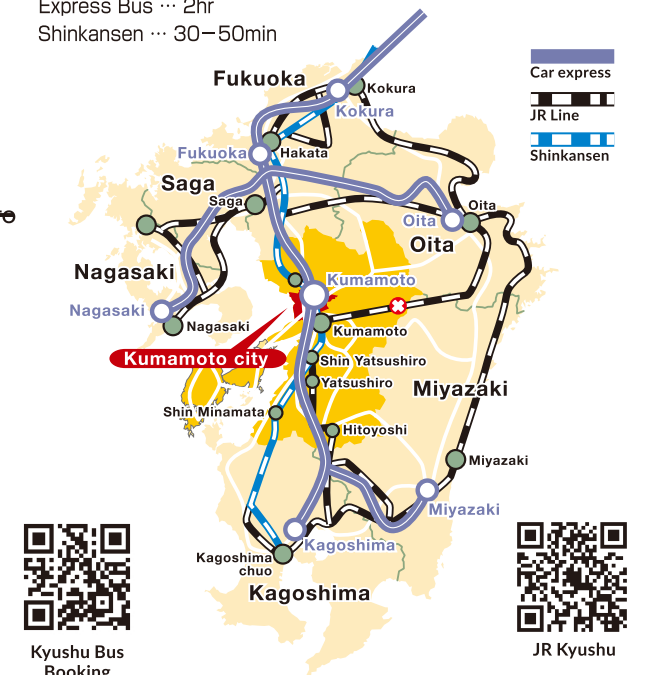 Express Bus ··· 2hr
Shinkansen ··· 30－50min
Car express
JR Line
Shinkansen
Fukuoka
Kokura
Kokura
Fukuoka
Hakata
Saga
Saga
Oita
Oita
Oita
Nagasaki
Nagasaki
Nagasaki
Kumamoto
Kumamoto
Kumamoto city
Shin Yatsushiro
Yatsushiro
Miyazaki
Shin Minamata
Hitoyoshi
Miyazaki
Miyazaki
Kagoshima
Kagoshima
chuo
Kagoshima
Kyushu Bus
Booking
JR Kyushu